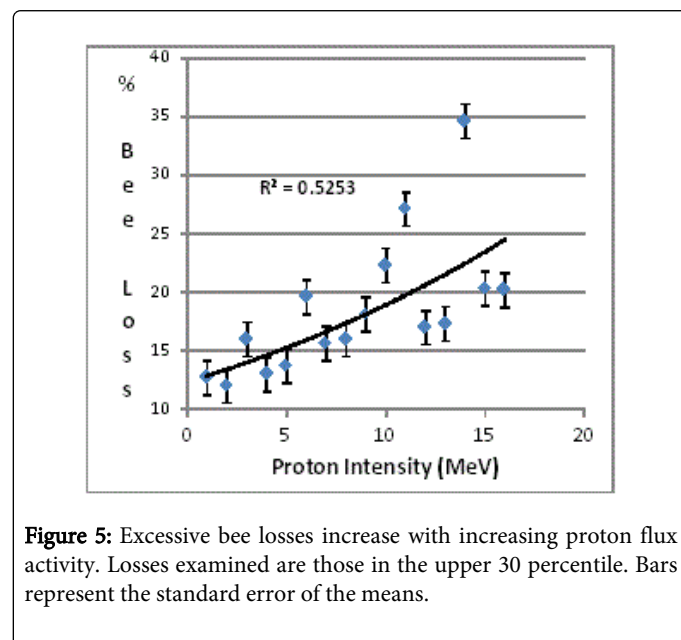 40
35
30
25
20
15
10
% Bee Loss
R² = 0.5253
0 5 10 15 20
Proton Intensity (MeV)
Figure 5: Excessive bee losses increase with increasing proton flux
activity. Losses examined are those in the upper 30 percentile. Bars
represent the standard error of the means.